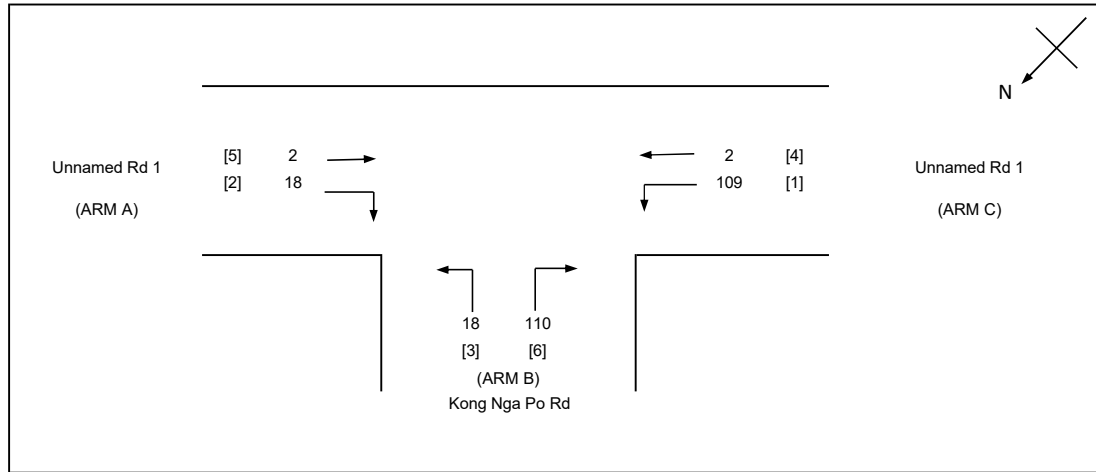 N
Unnamed Rd 1
(ARM A)
[5] 2
[2] 18
2 [4]
109 [1]
Unnamed Rd 1
(ARM C)
18 110
[3] [6]
(ARM B)
Kong Nga Po Rd